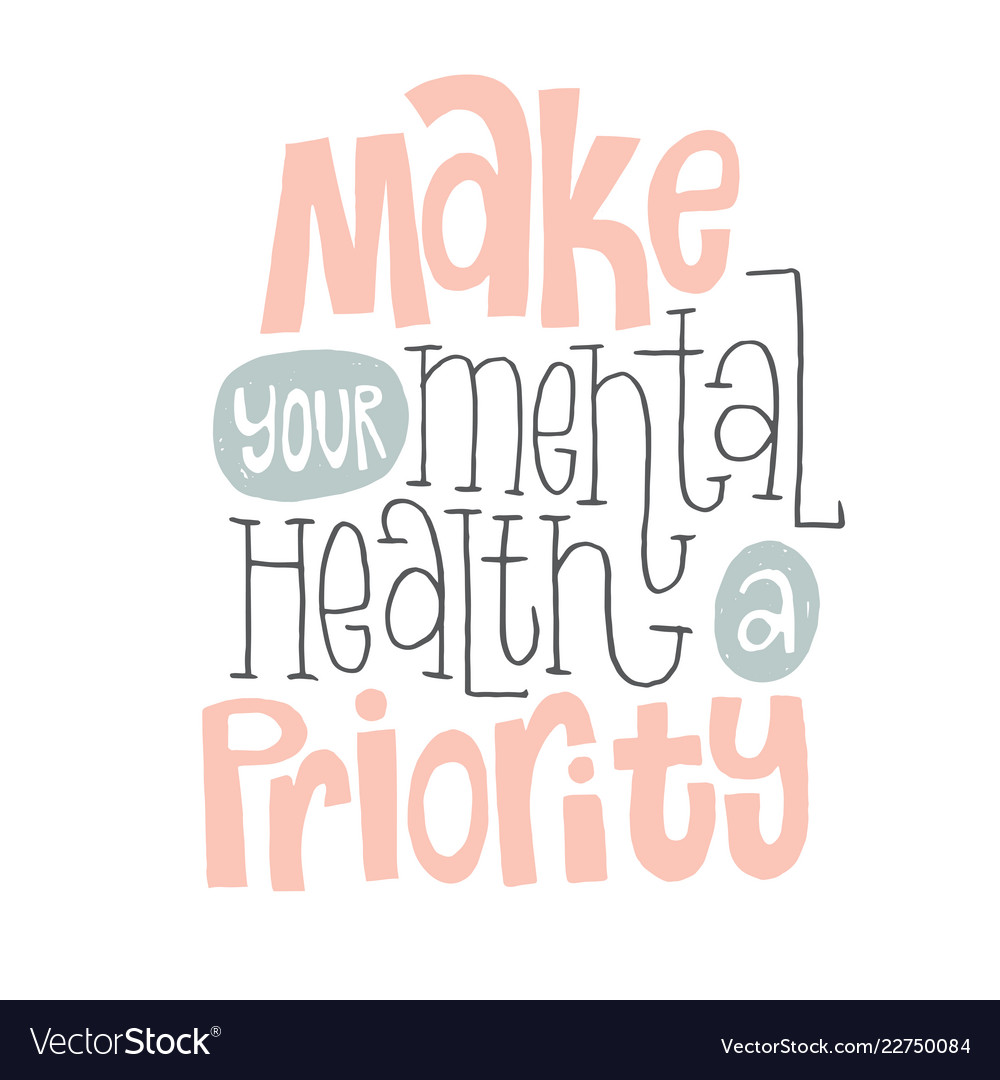 Make
YOUR mental
Health a
Priority
VectorStock®
VectorStock.com/22750084